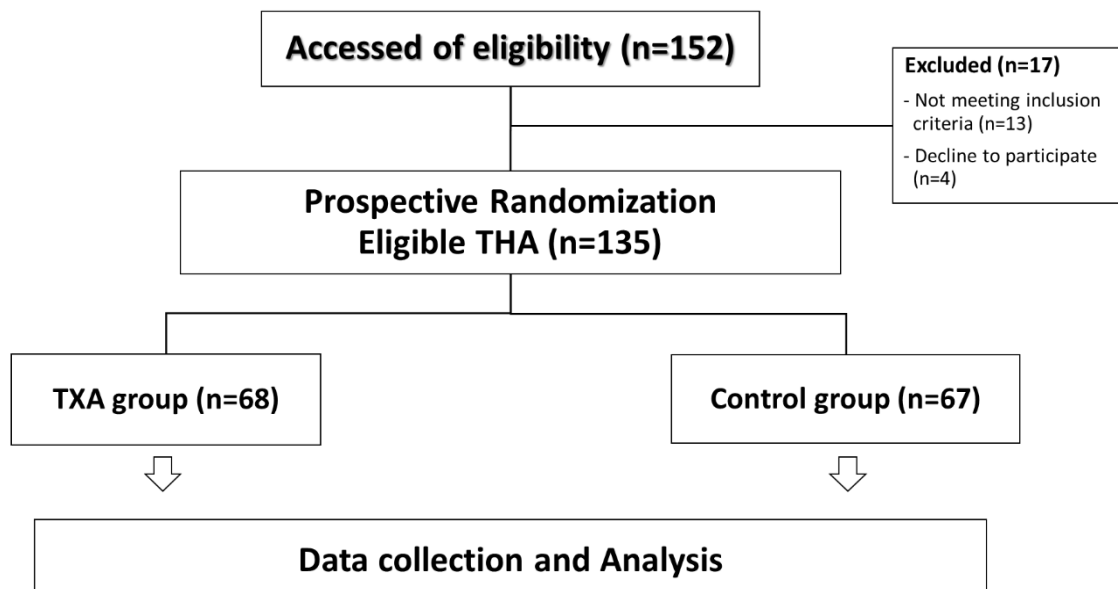 Accessed of eligibility (n=152)
Excluded (n=17)
- Not meeting inclusion
criteria (n=13)
- Decline to participate
(n=4)
Prospective Randomization
Eligible THA (n=135)
TXA group (n=68)
Control group (n=67)
Data collection and Analysis